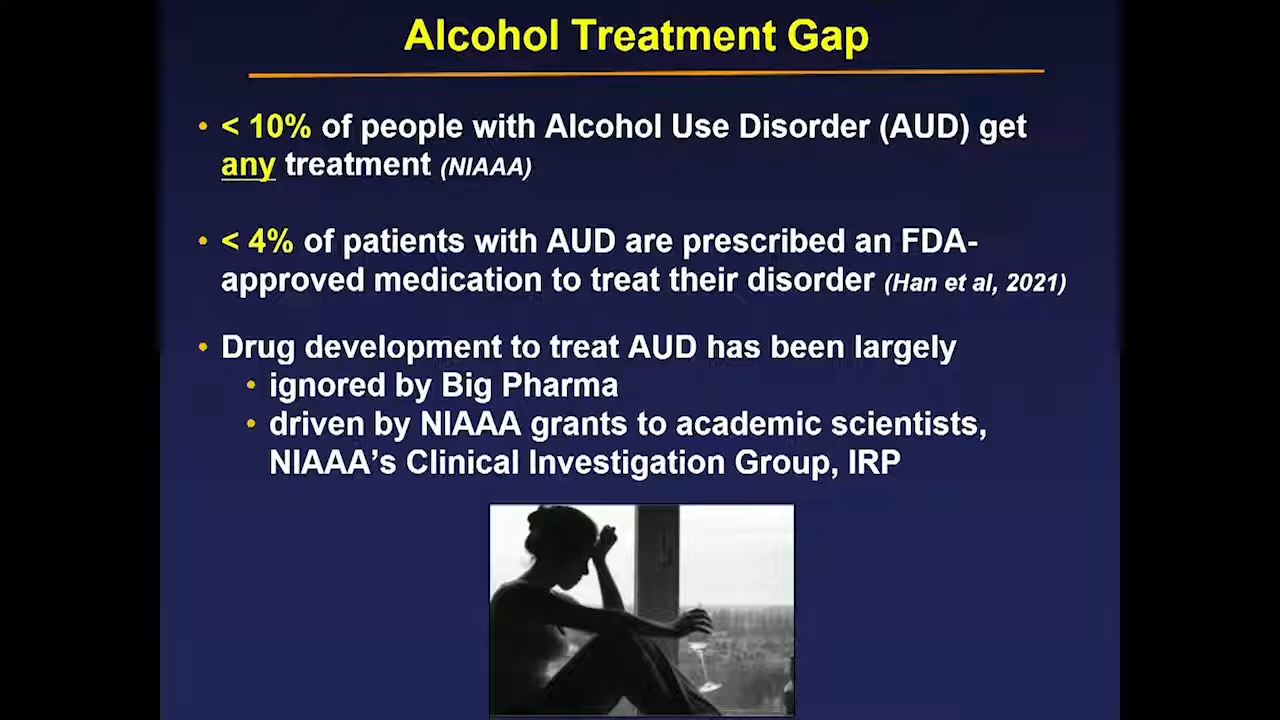 Alcohol Treatment Gap
• < 10% of people with Alcohol Use Disorder (AUD) get
any treatment (NIAAA)
• < 4% of patients with AUD are prescribed an FDA-
approved medication to treat their disorder (Han et al, 2021)
• Drug development to treat AUD has been largely
• ignored by Big Pharma
• driven by NIAAA grants to academic scientists,
NIAAA’s Clinical Investigation Group, IRP